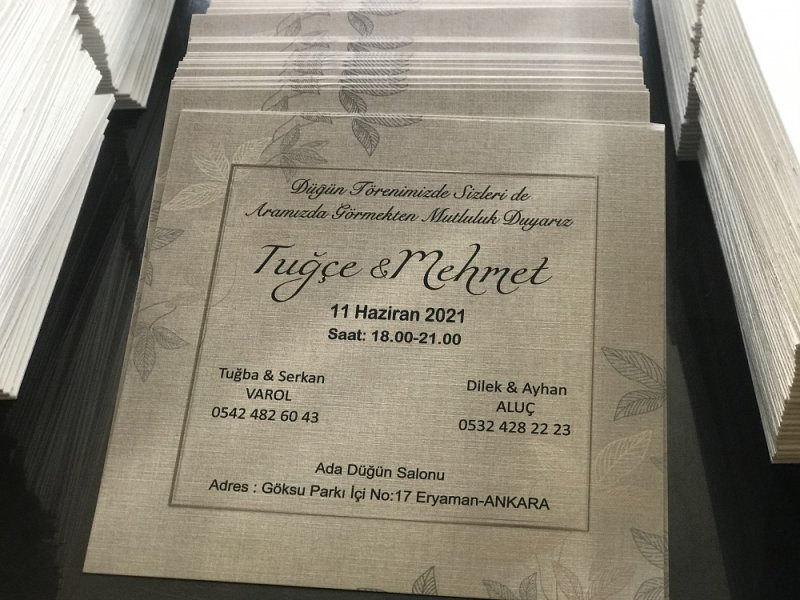 Düğün Törenimizde Sizleri de
Aramızda Görmekten Mutluluk Duyarız
Tuğçe & Mehmet
11 Haziran 2021
Saat: 18.00-21.00
Tuğba & Serkan
VAROL
0542 482 60 43
Dilek & Ayhan
ALUÇ
0532 428 22 23
Ada Düğün Salonu
Adres : Göksu Parkı İçi No:17 Eryaman-ANKARA